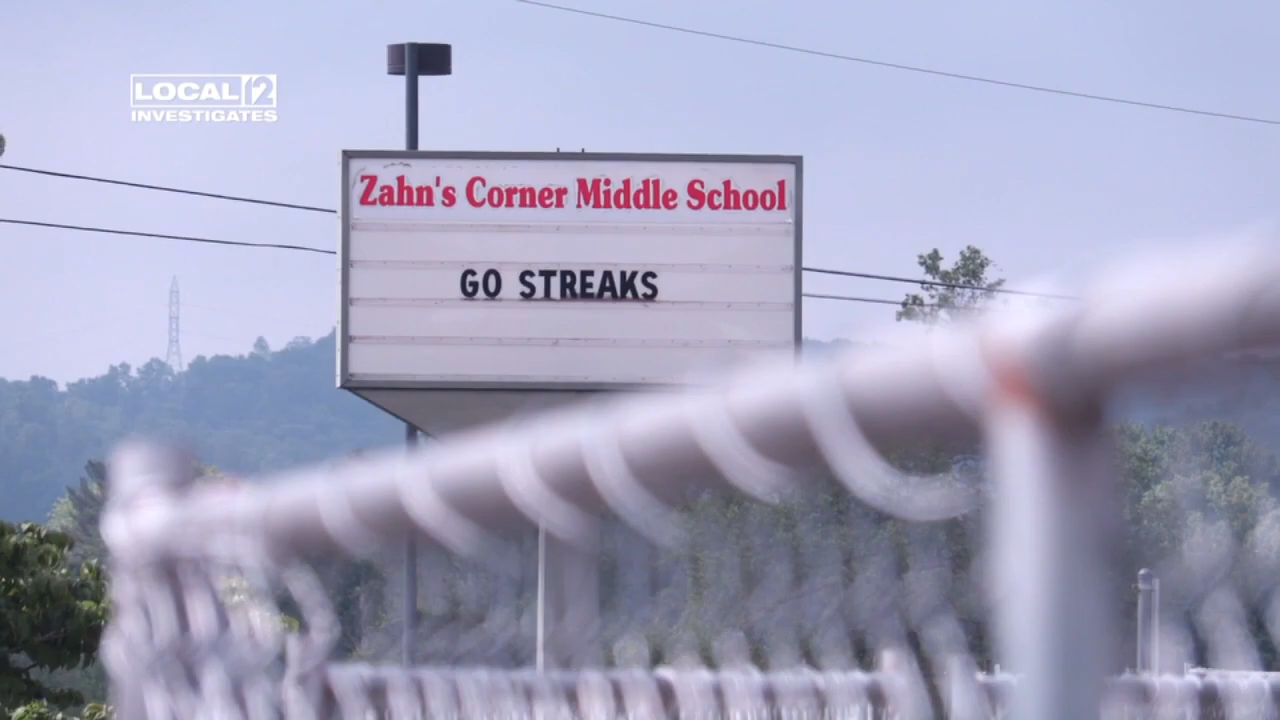 LOCAL 12
INVESTIGATES
Zahn's Corner Middle School
GO STREAKS